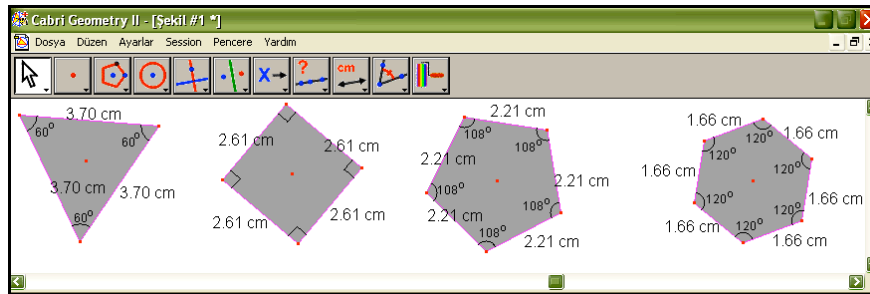 Cabri Geometry II - [Şekil #1 *]
Dosya Düzen Ayarlar Session Pencere Yardım
X ? cm
3.70 cm
60°
60°
3.70 cm
3.70 cm
60°
2.61 cm
2.61 cm
2.61 cm
2.61 cm
2.21 cm
108°
108°
2.21 cm
2.21 cm
108°
2.21 cm
108°
108°
2.21 cm
1.66 cm
1.66 cm
120°
120°
120°
1.66 cm
120°
120°
1.66 cm
120°
1.66 cm
1.66 cm